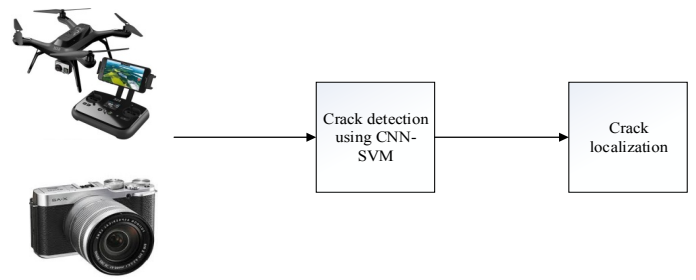 Crack detection
using CNN-
SVM
Crack
localization